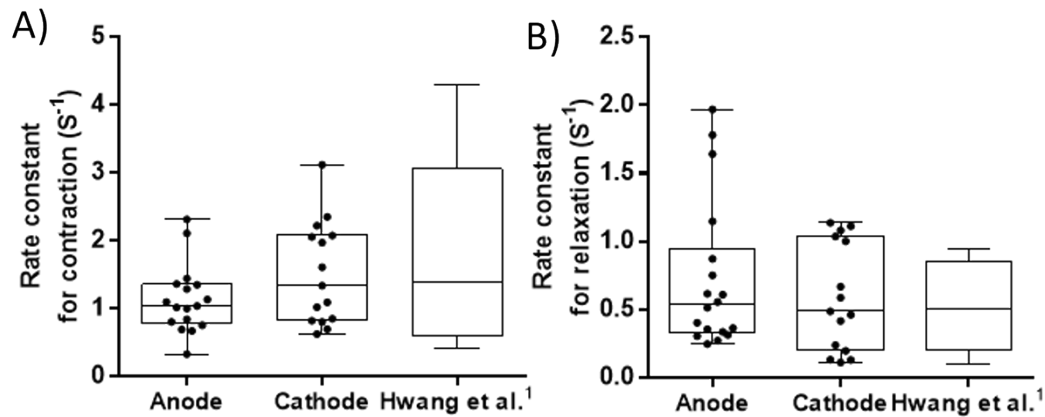 A)
Rate constant
for contraction (S⁻¹)
5
4
3
2
1
0
Anode
Cathode
Hwang et al.¹
B)
Rate constant
for relaxation (S⁻¹)
2.5
2.0
1.5
1.0
0.5
0.0
Anode
Cathode
Hwang et al.¹